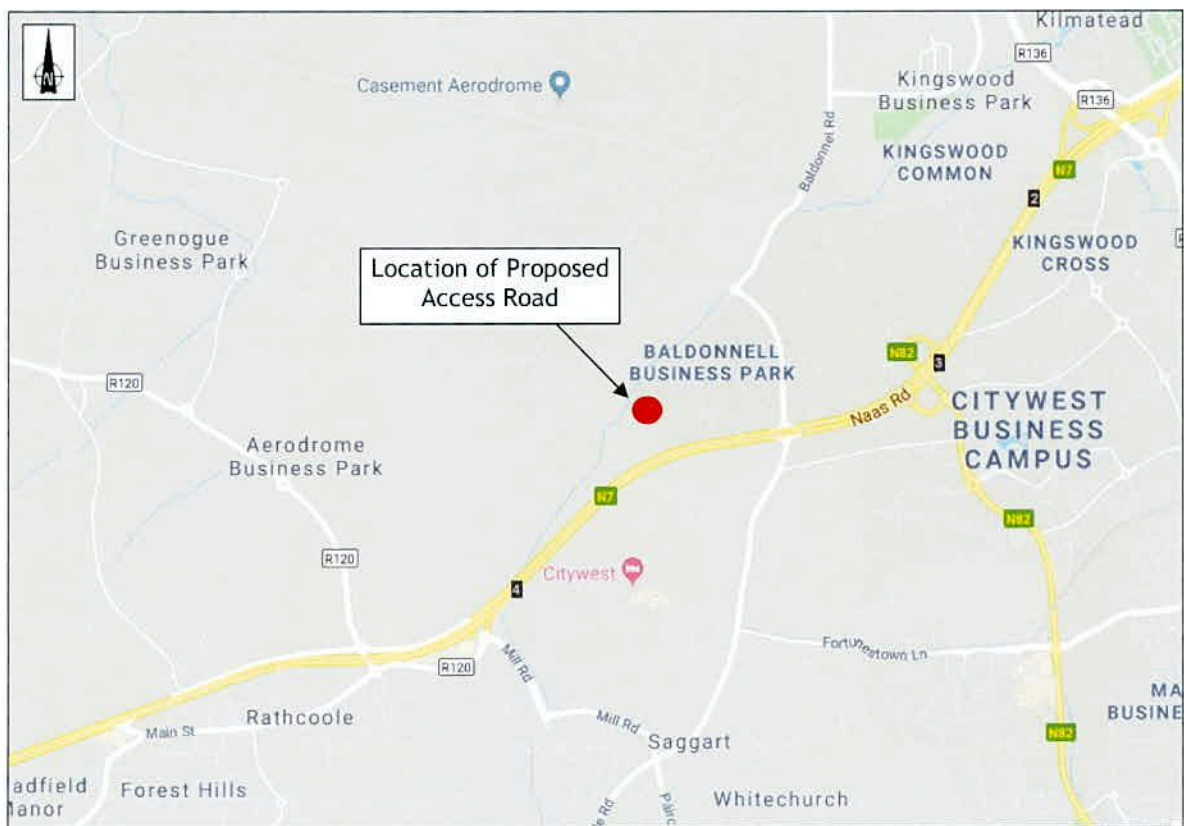 Kilmatead
N
R136
Casement Aerodrome
Kingswood
Business Park
R136
Baldonnel Rd
KINGSWOOD
COMMON
N7
2
Greenogue
Business Park
KINGSWOOD
CROSS
Location of Proposed
Access Road
BALDONNELL
BUSINESS PARK
N82
3
R120
Naas Rd
CITYWEST
BUSINESS
CAMPUS
Aerodrome
Business Park
N7
N82
R120
Citywest
4
Fortunestown Ln
Mill Rd
R120
MA
BUSINE
Rathcoole
Main St
Mill Rd
Saggart
N82
adfield
Manor
Forest Hills
Whitechurch
Páirc
e Rd